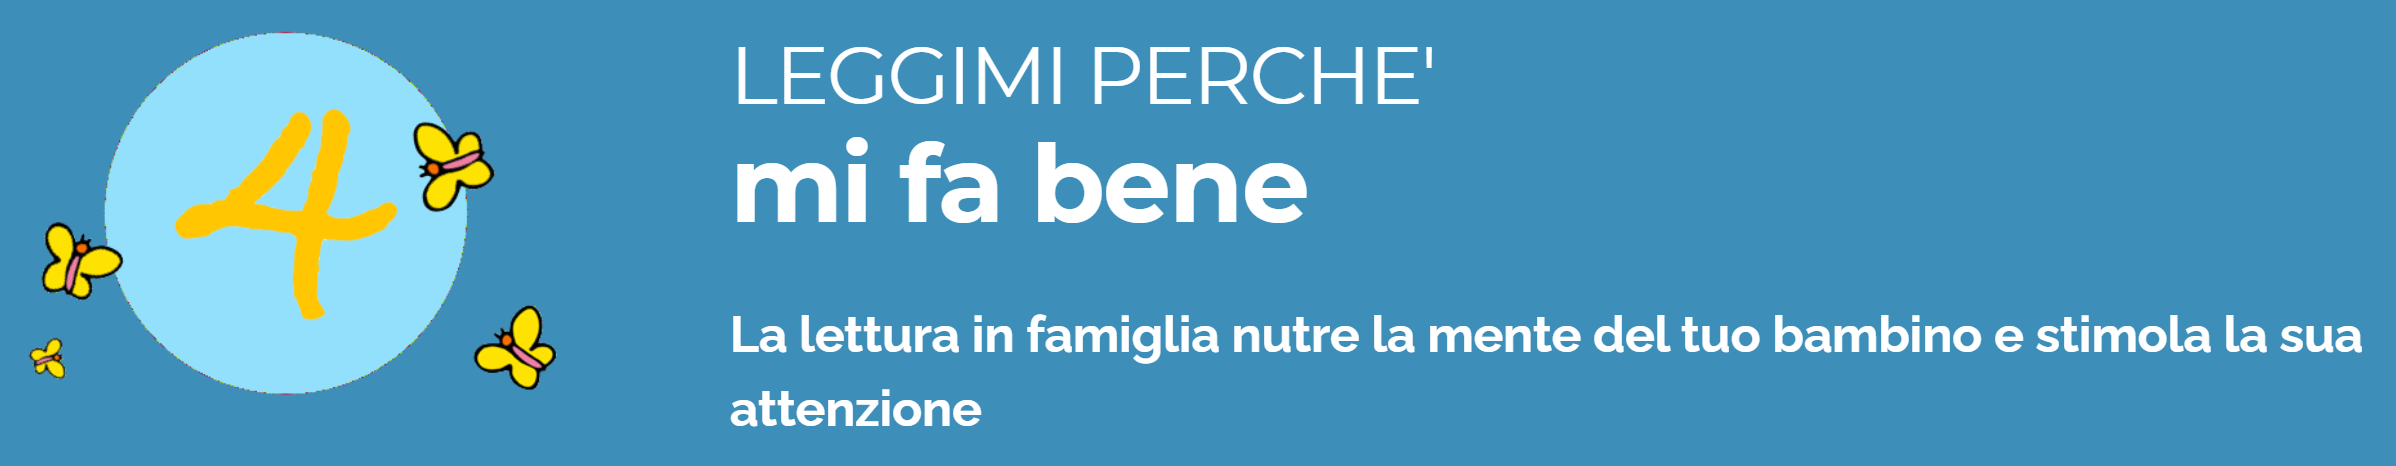 4
LEGGIMI PERCHE'
mi fa bene
La lettura in famiglia nutre la mente del tuo bambino e stimola la sua
attenzione